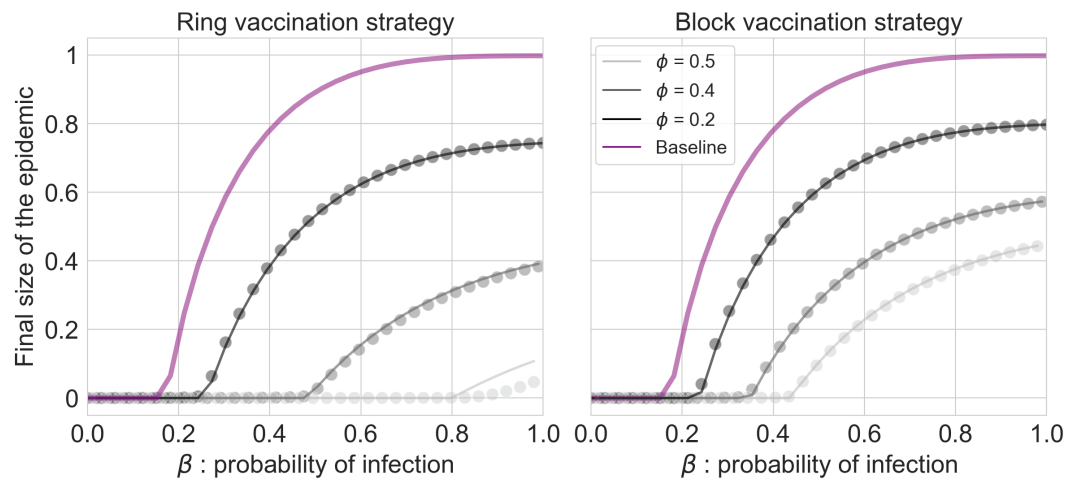 Ring vaccination strategy
Block vaccination strategy
Final size of the epidemic
1
0.8
0.6
0.4
0.2
0
0.0 0.2 0.4 0.6 0.8 1.0
β : probability of infection
ϕ = 0.5
ϕ = 0.4
ϕ = 0.2
Baseline
0.0 0.2 0.4 0.6 0.8 1.0
β : probability of infection